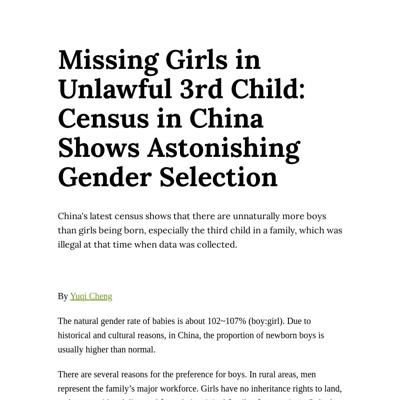 Missing Girls in
Unlawful 3rd Child:
Census in China
Shows Astonishing
Gender Selection
China's latest census shows that there are unnaturally more boys
than girls being born, especially the third child in a family, which was
illegal at that time when data was collected.
By Yuqi Cheng
The natural gender rate of babies is about 102~107% (boy:girl). Due to
historical and cultural reasons, in China, the proportion of newborn boys is
usually higher than normal.
There are several reasons for the preference for boys. In rural areas, men
represent the family’s major workforce. Girls have no inheritance rights to land,